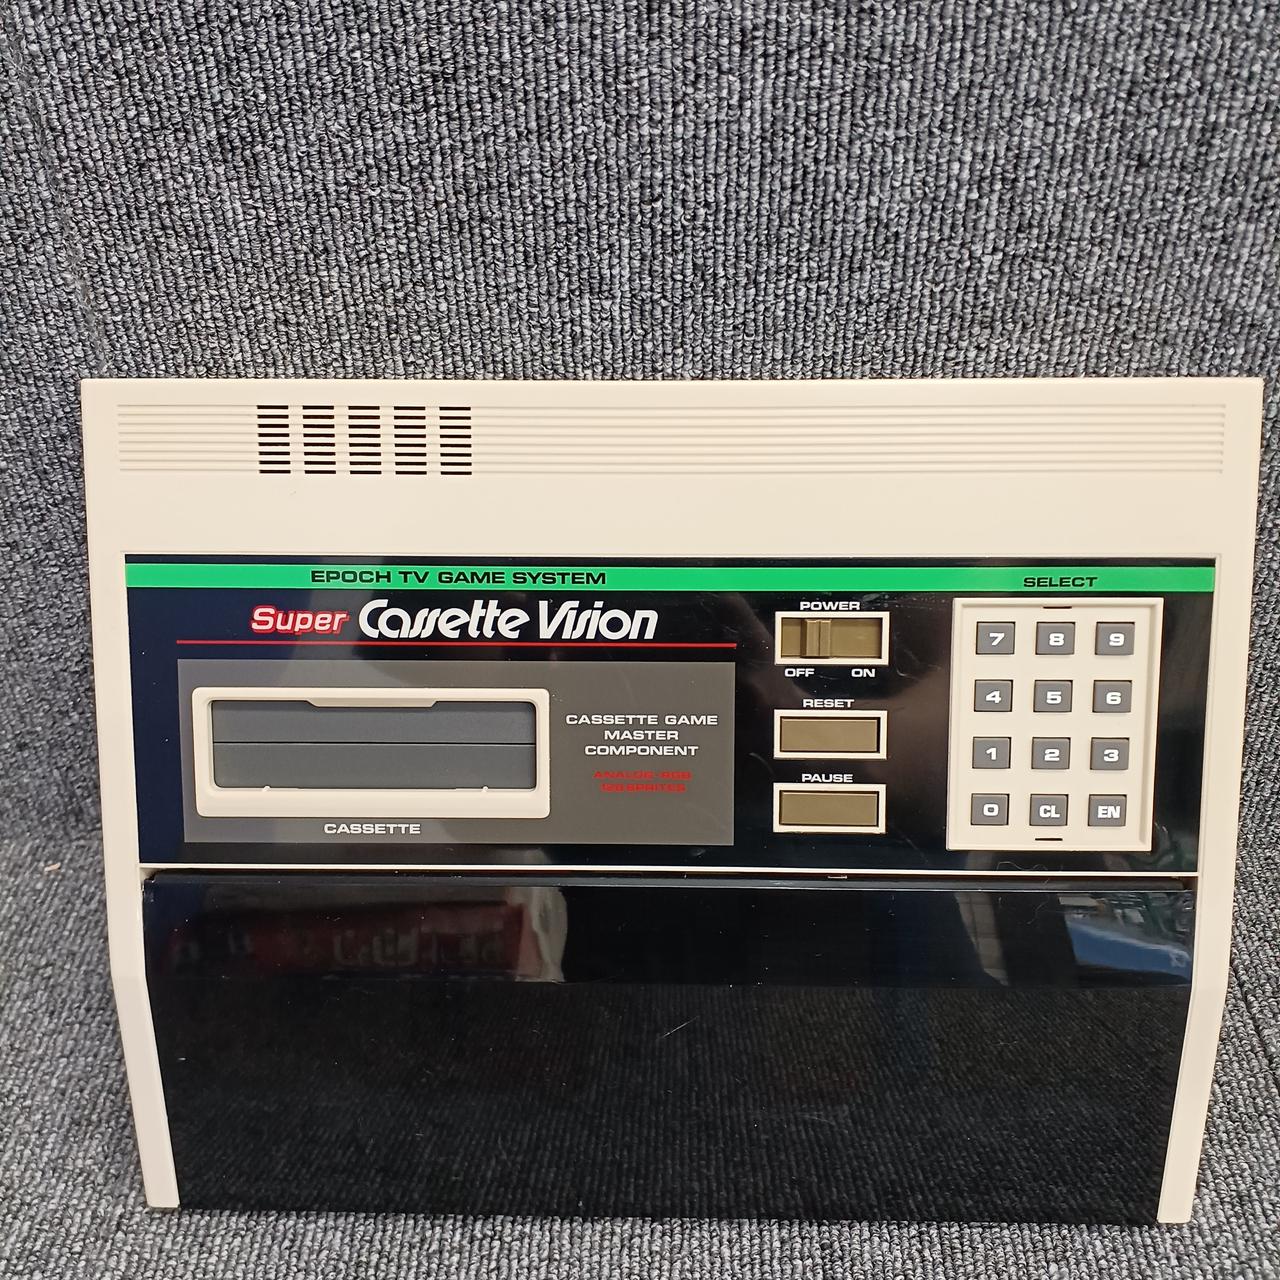 EPOCH TV GAME SYSTEM
SELECT
Super Cassette Vision
POWER
OFF ON
RESET
PAUSE
CASSETTE GAME
MASTER
COMPONENT
ANALOG-RGB
128 SPRITES
CASSETTE
7 8 9
4 5 6
1 2 3
0 CL EN